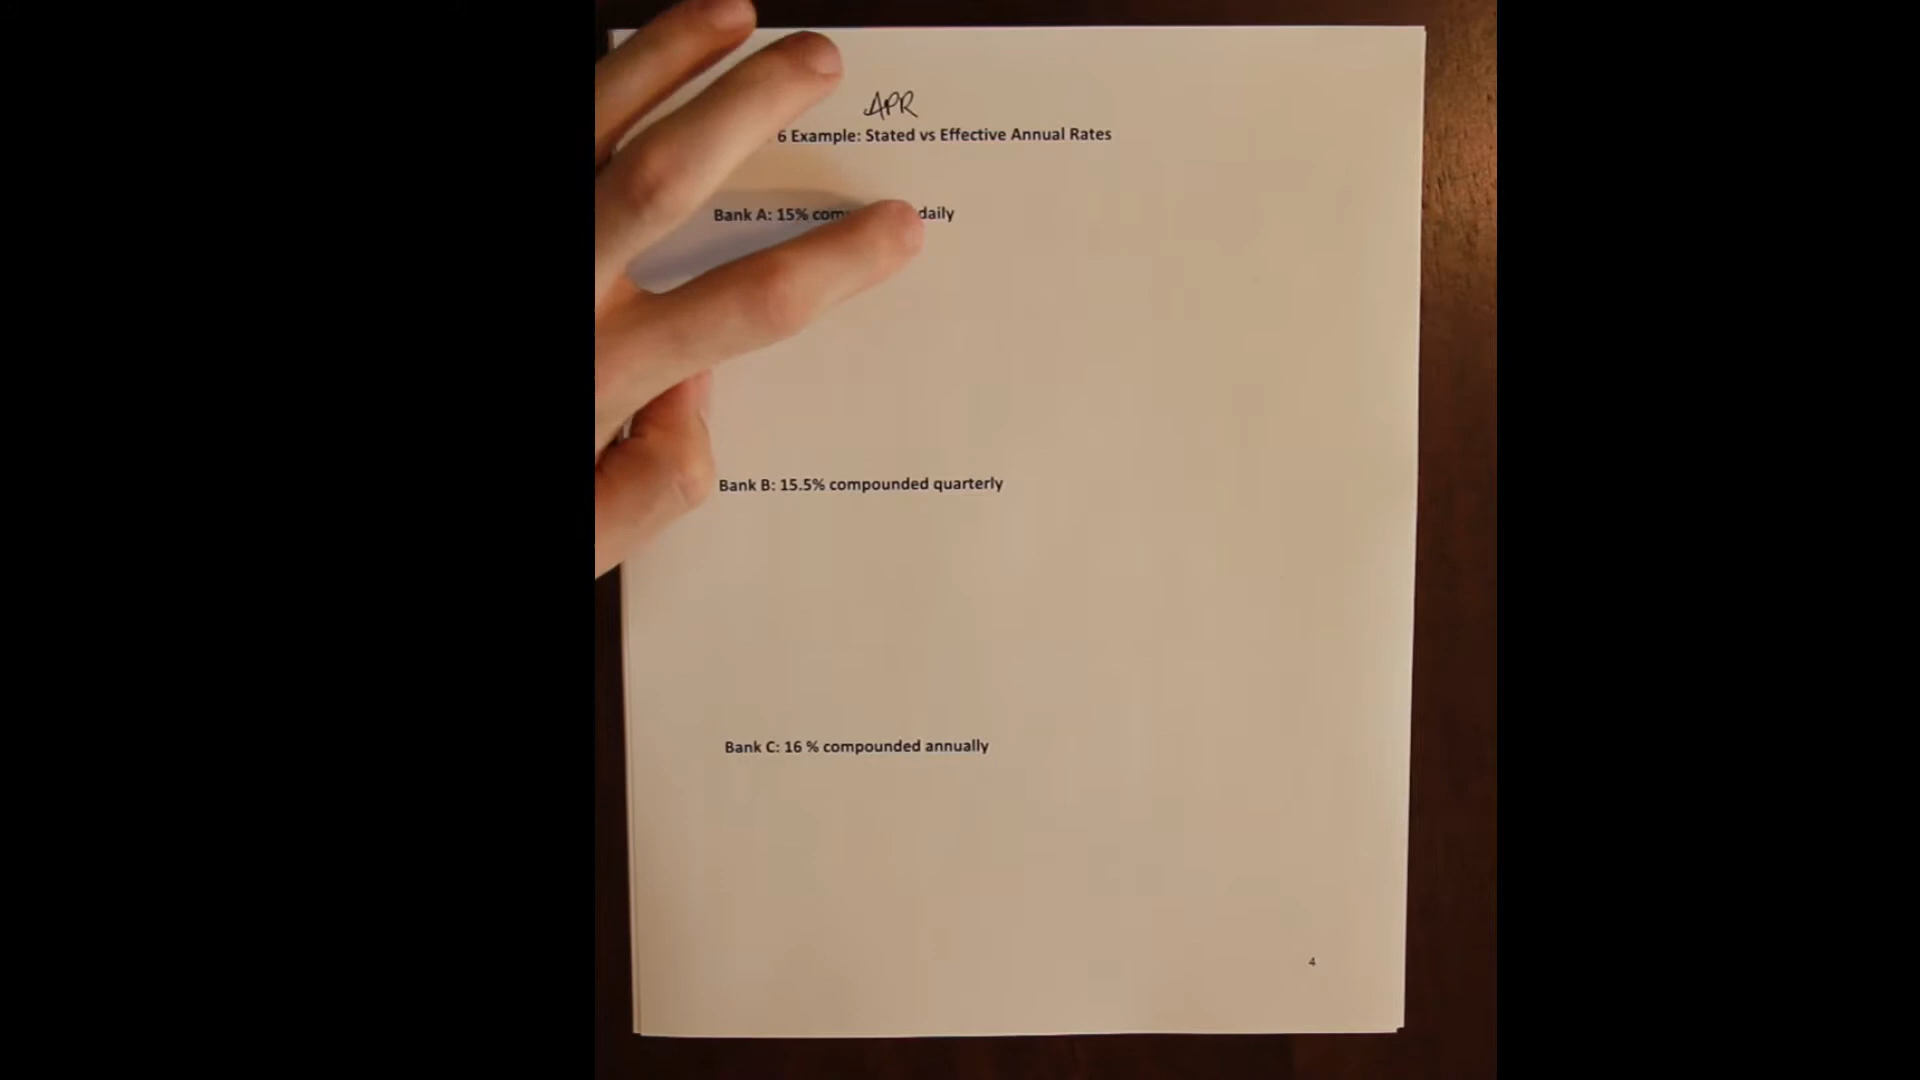 APR
6 Example: Stated vs Effective Annual Rates
Bank A: 15% com daily
Bank B: 15.5% compounded quarterly
Bank C: 16 % compounded annually
4